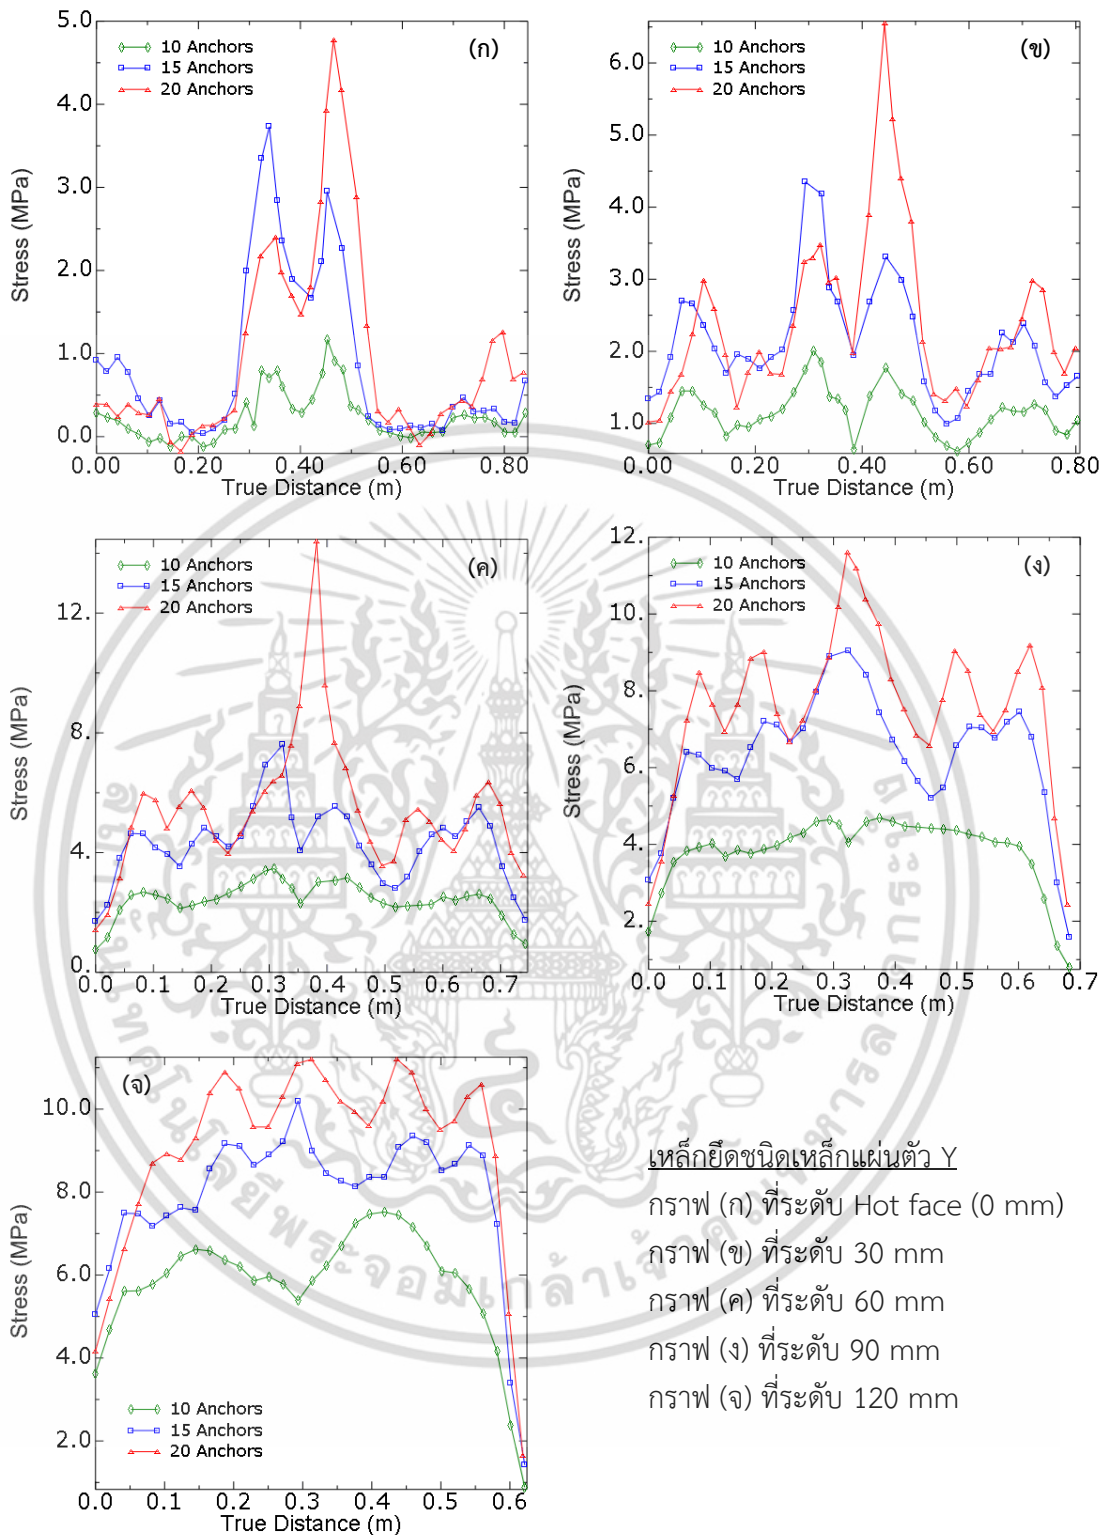 5.0
4.0
3.0
2.0
1.0
0.0
10 Anchors
15 Anchors
20 Anchors
(ก)
Stress (MPa)
0.00 0.20 0.40 0.60 0.80
True Distance (m)
6.0
5.0
4.0
3.0
2.0
1.0
10 Anchors
15 Anchors
20 Anchors
(ข)
Stress (MPa)
0.00 0.20 0.40 0.60 0.80
True Distance (m)
12.
8.
4.
0.
10 Anchors
15 Anchors
20 Anchors
(ค)
Stress (MPa)
0.0 0.1 0.2 0.3 0.4 0.5 0.6 0.7
True Distance (m)
12.
10.
8.
6.
4.
2.
10 Anchors
15 Anchors
20 Anchors
(ง)
Stress (MPa)
0.0 0.1 0.2 0.3 0.4 0.5 0.6 0.7
True Distance (m)
10.0
8.0
6.0
4.0
2.0
(จ)
10 Anchors
15 Anchors
20 Anchors
Stress (MPa)
0.0 0.1 0.2 0.3 0.4 0.5 0.6
True Distance (m)
เหล็กยึดชนิดเหล็กแผ่นตัว Y
กราฟ (ก) ที่ระดับ Hot face (0 mm)
กราฟ (ข) ที่ระดับ 30 mm
กราฟ (ค) ที่ระดับ 60 mm
กราฟ (ง) ที่ระดับ 90 mm
กราฟ (จ) ที่ระดับ 120 mm